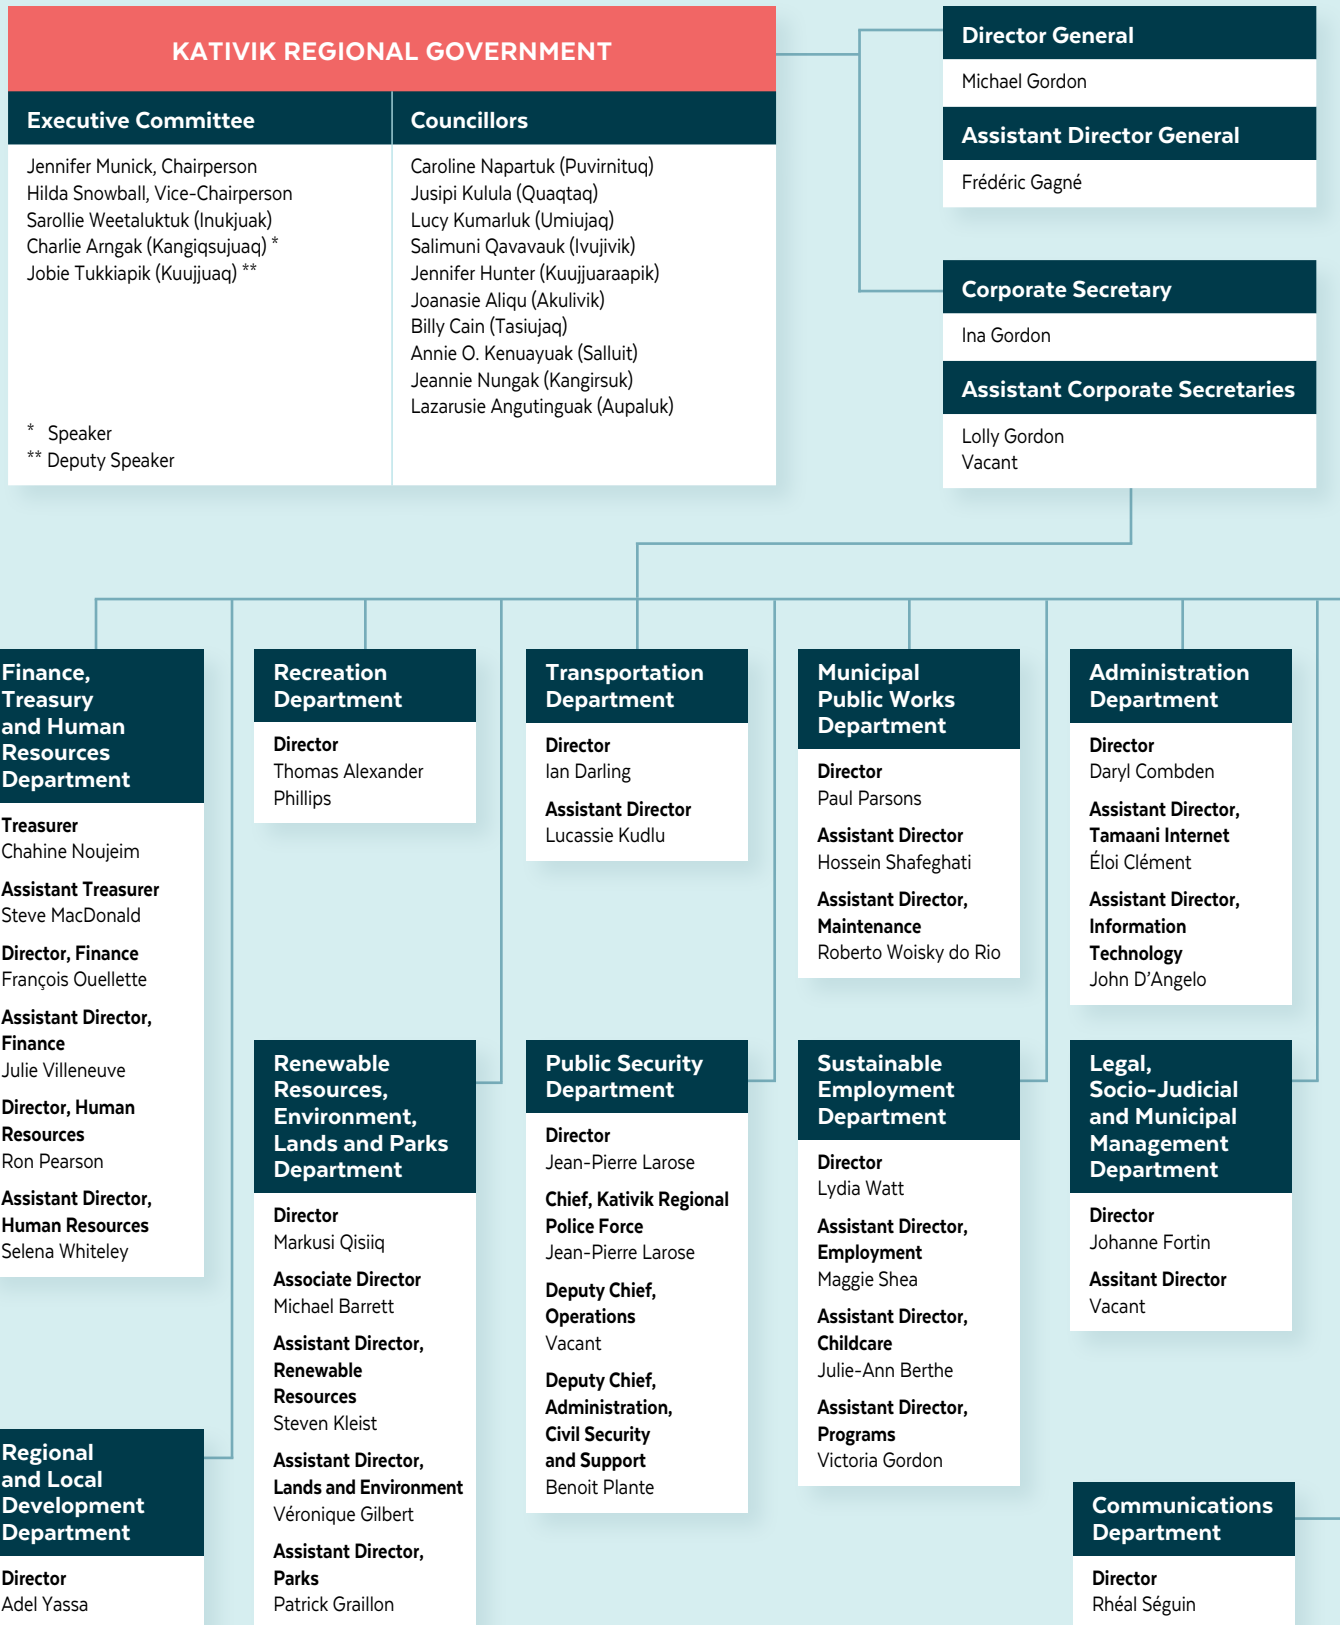 KATIVIK REGIONAL GOVERNMENT
Executive Committee
Jennifer Munick, Chairperson
Hilda Snowball, Vice-Chairperson
Sarollie Weetaluktuk (Inukjuak)
Charlie Arngak (Kangiqsujuaq) *
Jobie Tukkiapik (Kuujjuaq) **
* Speaker
** Deputy Speaker
Councillors
Caroline Napartuk (Puvirnituq)
Jusipi Kulula (Quaqtaq)
Lucy Kumarluk (Umiujaq)
Salimuni Qavavauk (Ivujivik)
Jennifer Hunter (Kuujjuaraapik)
Joanasie Aliqu (Akulivik)
Billy Cain (Tasiujaq)
Annie O. Kenuayuak (Salluit)
Jeannie Nungak (Kangirsuk)
Lazarusie Angutinguak (Aupaluk)
Director General
Michael Gordon
Assistant Director General
Frédéric Gagné
Corporate Secretary
Ina Gordon
Assistant Corporate Secretaries
Lolly Gordon
Vacant
Finance,
Treasury
and Human
Resources
Department
Treasurer
Chahine Noujeim
Assistant Treasurer
Steve MacDonald
Director, Finance
François Ouellette
Assistant Director,
Finance
Julie Villeneuve
Director, Human
Resources
Ron Pearson
Assistant Director,
Human Resources
Selena Whiteley
Recreation
Department
Director
Thomas Alexander
Phillips
Transportation
Department
Director
Ian Darling
Assistant Director
Lucassie Kudlu
Municipal
Public Works
Department
Director
Paul Parsons
Assistant Director
Hossein Shafeghati
Assistant Director,
Maintenance
Roberto Woisky do Rio
Administration
Department
Director
Daryl Combden
Assistant Director,
Tamaani Internet
Éloi Clément
Assistant Director,
Information
Technology
John D'Angelo
Regional
and Local
Development
Department
Director
Adel Yassa
Renewable
Resources,
Environment,
Lands and Parks
Department
Director
Markusi Qisiiq
Associate Director
Michael Barrett
Assistant Director,
Renewable
Resources
Steven Kleist
Assistant Director,
Lands and Environment
Véronique Gilbert
Assistant Director,
Parks
Patrick Graillon
Public Security
Department
Director
Jean-Pierre Larose
Chief, Kativik Regional
Police Force
Jean-Pierre Larose
Deputy Chief,
Operations
Vacant
Deputy Chief,
Administration,
Civil Security
and Support
Benoit Plante
Sustainable
Employment
Department
Director
Lydia Watt
Assistant Director,
Employment
Maggie Shea
Assistant Director,
Childcare
Julie-Ann Berthe
Assistant Director,
Programs
Victoria Gordon
Legal,
Socio-Judicial
and Municipal
Management
Department
Director
Johanne Fortin
Assitant Director
Vacant
Communications
Department
Director
Rhéal Séguin